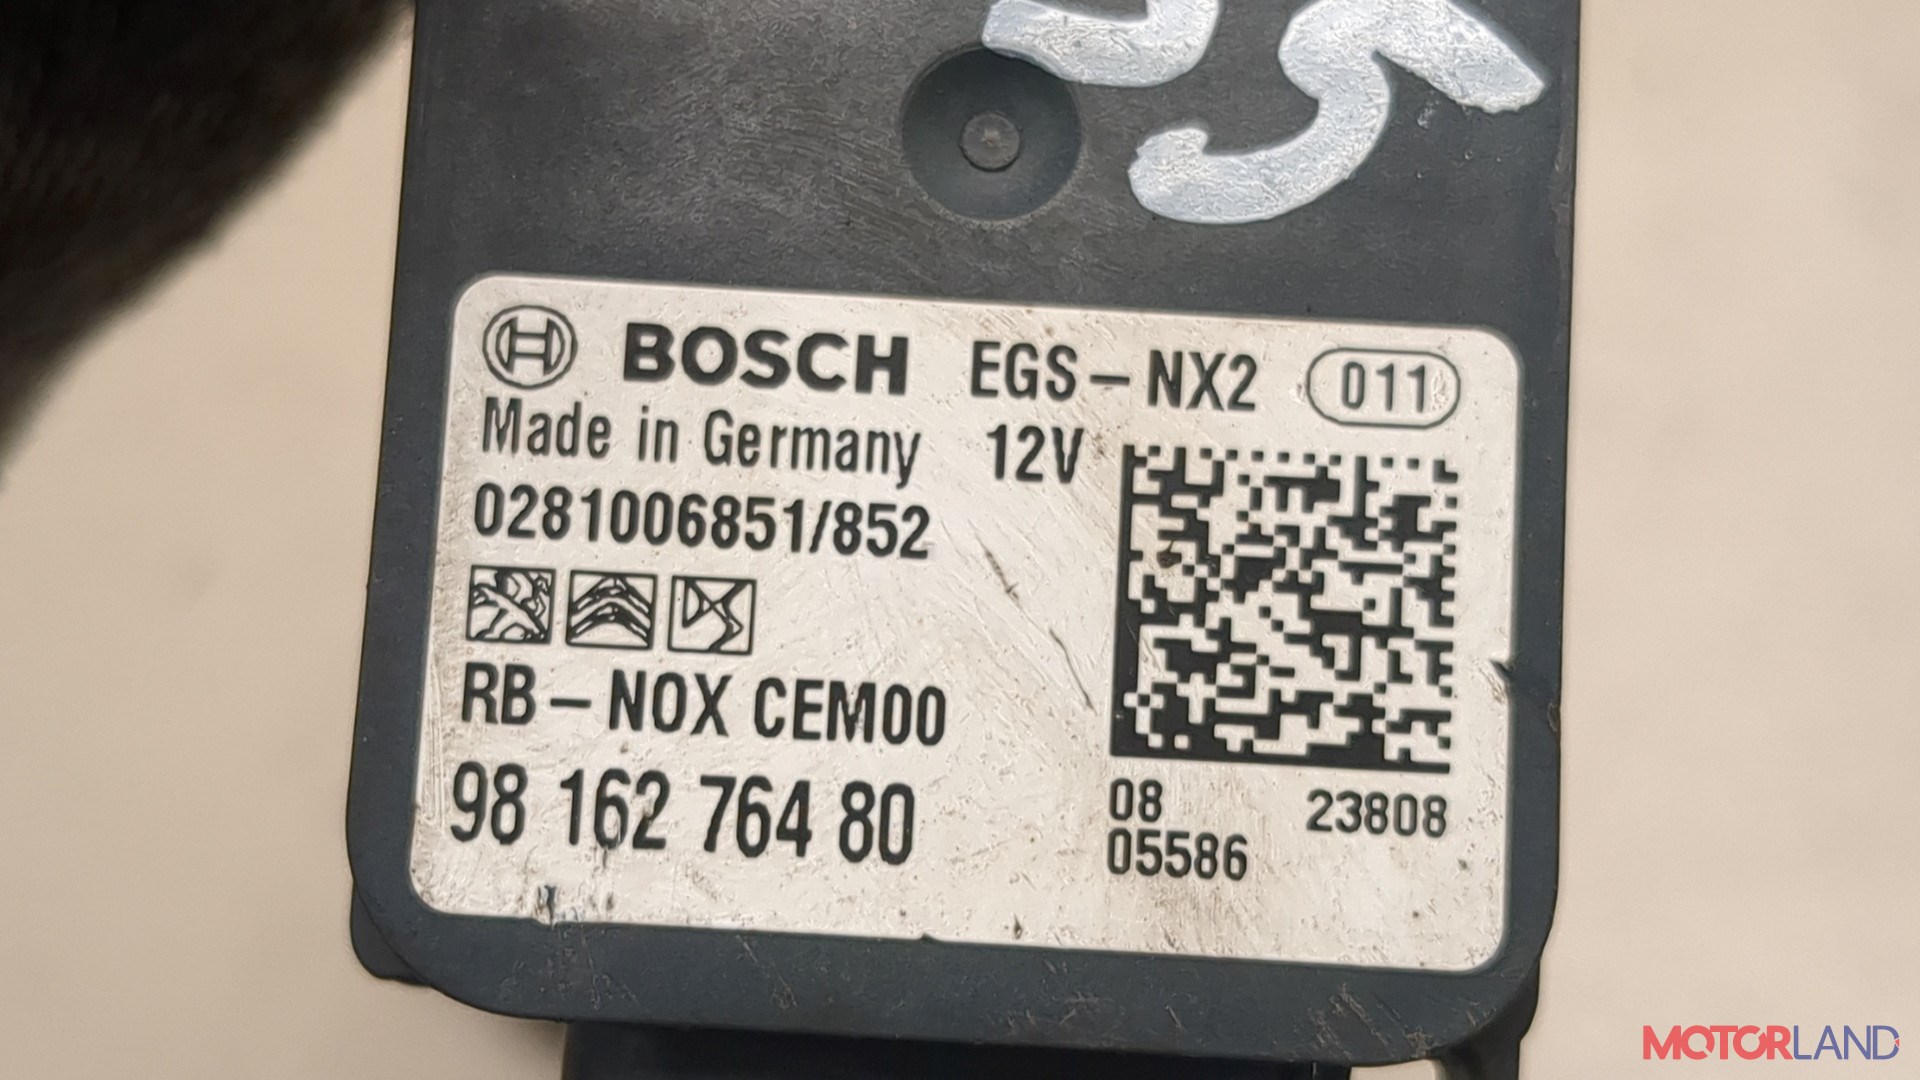 55
BOSCH EGS-NX2 011
Made in Germany 12V
0281006851/852
RB-NOX CEM00
98 162 764 80
08 23808
05586
MOTORLAND